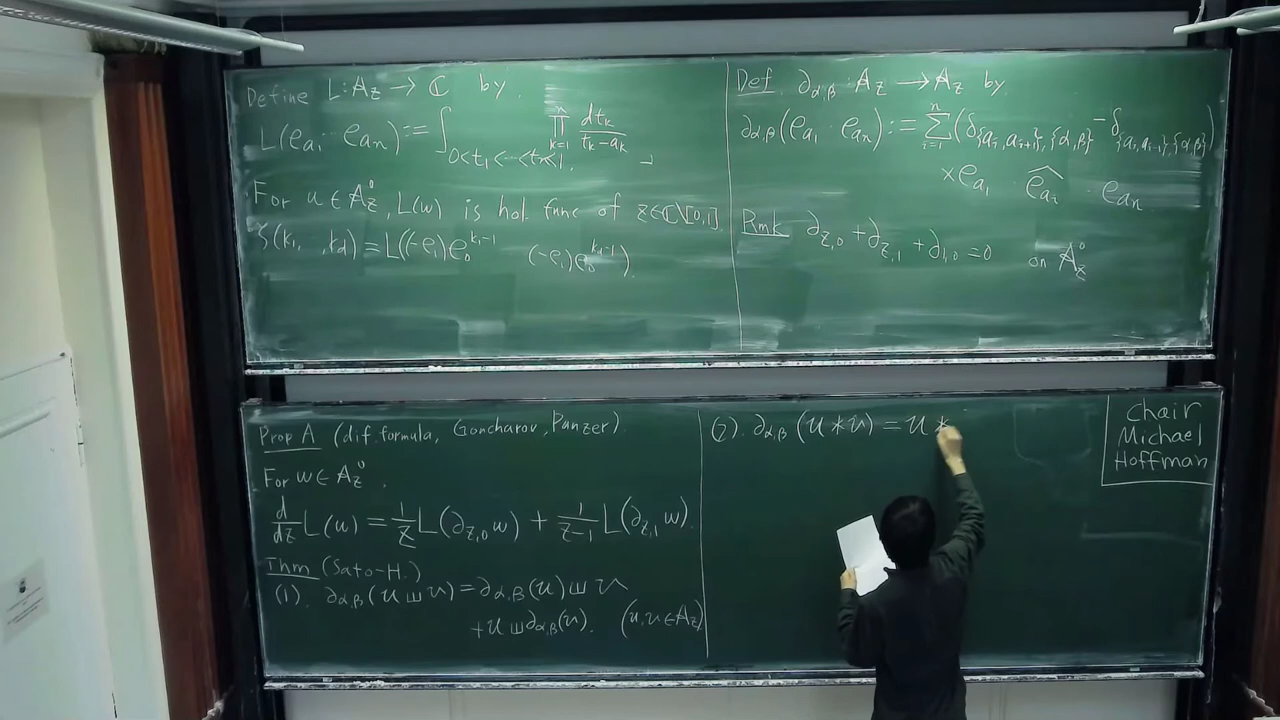 Define L: A_z → ℂ by.
L(e_{a_1} ⋯ e_{a_n}) := ∫_{0<t_1<⋯<t_n<1.} ∏_{k=1}^{n} dt_k/(t_k−a_k)
For u ∈ A_z^0, L(w) is hol. func of z∈ℂ\[0,1]
ζ(k_1, …, k_d) = L((−e_1)e_0^{k_1−1} (−e_1)e_0^{k_d−1}).
Def. ∂_{α,β} : A_z → A_z by
∂_{α,β}(e_{a_1} e_{a_n}) := ∑_{i=1}^{n} (δ_{{a_i,a_{i+1}},{α,β}} − δ_{{a_i,a_{i−1}},{α,β}})
× e_{a_1} \widehat{e_{a_i}} e_{a_n}
Rmk ∂_{z,0} + ∂_{z,1} + ∂_{1,0} = 0 on A_z^0
Prop A (dif formula, Goncharov, Panzer)
For w ∈ A_z^0.
d/dz L(w) = 1/z L(∂_{z,0} w) + 1/(z−1) L(∂_{z,1} w).
Thm (Sato-H.)
(1). ∂_{α,β}(u ш v) = ∂_{α,β}(u) ш v
+ u ш ∂_{α,β}(v). (u,v∈A_z)
(2). ∂_{α,β}(u * v) = u *
Chair
Michael
Hoffman